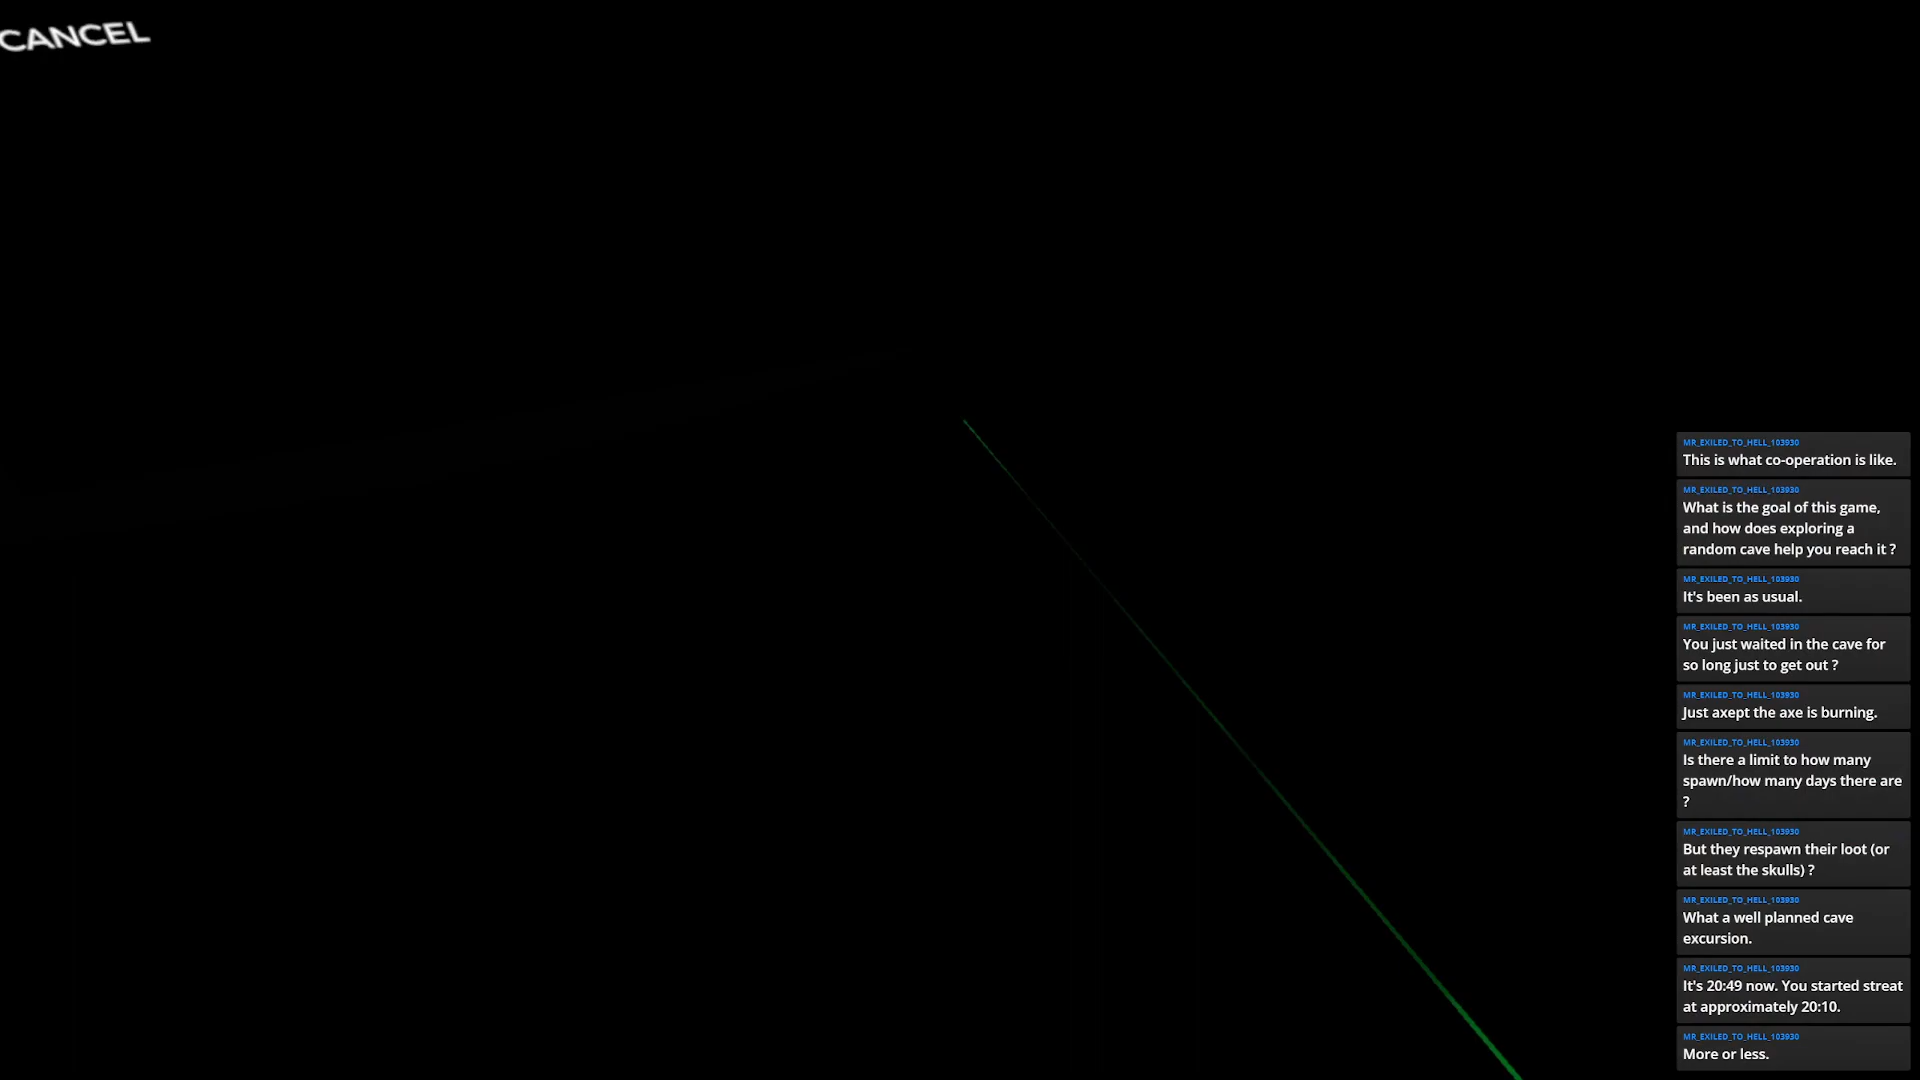 CANCEL
MR_EXILED_TO_HELL_103930
This is what co-operation is like.
MR_EXILED_TO_HELL_103930
What is the goal of this game,
and how does exploring a
random cave help you reach it ?
MR_EXILED_TO_HELL_103930
It's been as usual.
MR_EXILED_TO_HELL_103930
You just waited in the cave for
so long just to get out ?
MR_EXILED_TO_HELL_103930
Just axept the axe is burning.
MR_EXILED_TO_HELL_103930
Is there a limit to how many
spawn/how many days there are
?
MR_EXILED_TO_HELL_103930
But they respawn their loot (or
at least the skulls) ?
MR_EXILED_TO_HELL_103930
What a well planned cave
excursion.
MR_EXILED_TO_HELL_103930
It's 20:49 now. You started streat
at approximately 20:10.
MR_EXILED_TO_HELL_103930
More or less.